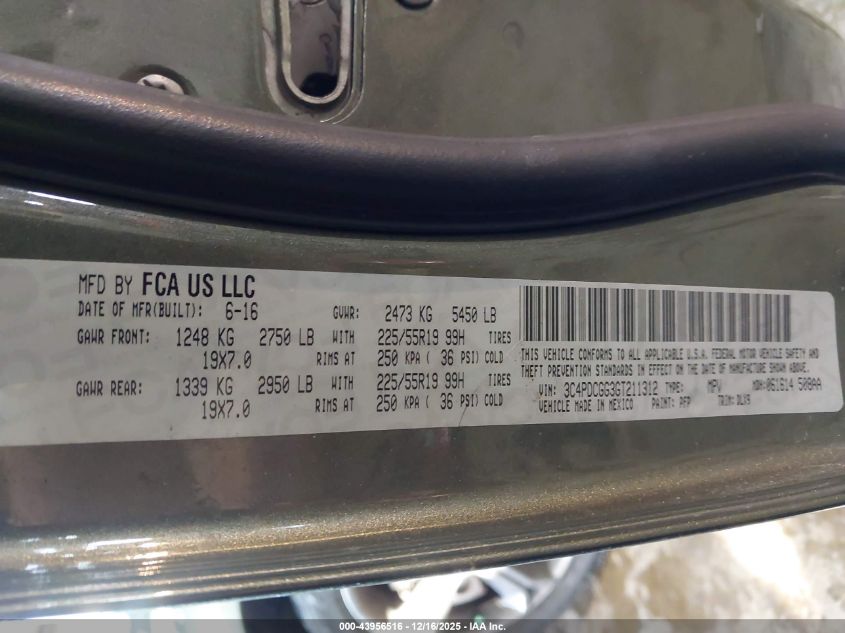 MFD BY FCA US LLC
DATE OF MFR(BUILT): 6-16 GVWR: 2473 KG 5450 LB
GAWR FRONT: 1248 KG 2750 LB WITH 225/55R19 99H TIRES
19X7.0 RIMS AT 250 KPA ( 36 PSI) COLD
GAWR REAR: 1339 KG 2950 LB WITH 225/55R19 99H TIRES
19X7.0 RIMS AT 250 KPA ( 36 PSI) COLD
THIS VEHICLE CONFORMS TO ALL APPLICABLE U.S.A. FEDERAL MOTOR VEHICLE SAFETY AND
THEFT PREVENTION STANDARDS IN EFFECT ON THE DATE OF MANUFACTURE SHOWN ABOVE.
VIN: 3C4PDCGG3GT211312 TYPE: MPV MDH: 061614 508AA
VEHICLE MADE IN MEXICO PAINT: PFP TRIM: DLX9
000-43956516 - 12/16/2025 - IAA Inc.